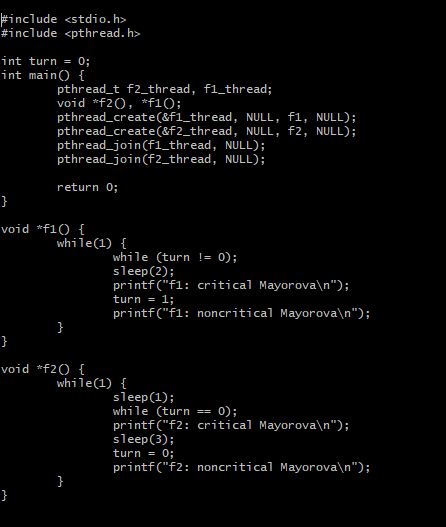 #include <stdio.h>
#include <pthread.h>

int turn = 0;
int main() {
        pthread_t f2_thread, f1_thread;
        void *f2(), *f1();
        pthread_create(&f1_thread, NULL, f1, NULL);
        pthread_create(&f2_thread, NULL, f2, NULL);
        pthread_join(f1_thread, NULL);
        pthread_join(f2_thread, NULL);

        return 0;
}

void *f1() {
        while(1) {
                while (turn != 0);
                sleep(2);
                printf("f1: critical Mayorova\n");
                turn = 1;
                printf("f1: noncritical Mayorova\n");
        }
}

void *f2() {
        while(1) {
                sleep(1);
                while (turn == 0);
                printf("f2: critical Mayorova\n");
                sleep(3);
                turn = 0;
                printf("f2: noncritical Mayorova\n");
        }
}